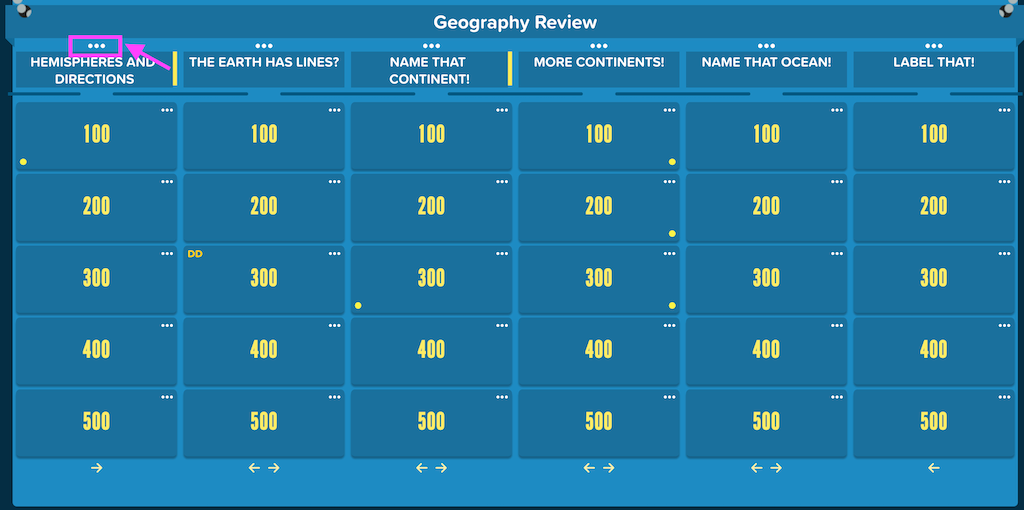 Geography Review
HEMISPHERES AND
DIRECTIONS
THE EARTH HAS LINES?
NAME THAT
CONTINENT!
MORE CONTINENTS!
NAME THAT OCEAN!
LABEL THAT!
100 100 100 100 100 100
200 200 200 200 200 200
DD
300 300 300 300 300 300
400 400 400 400 400 400
500 500 500 500 500 500